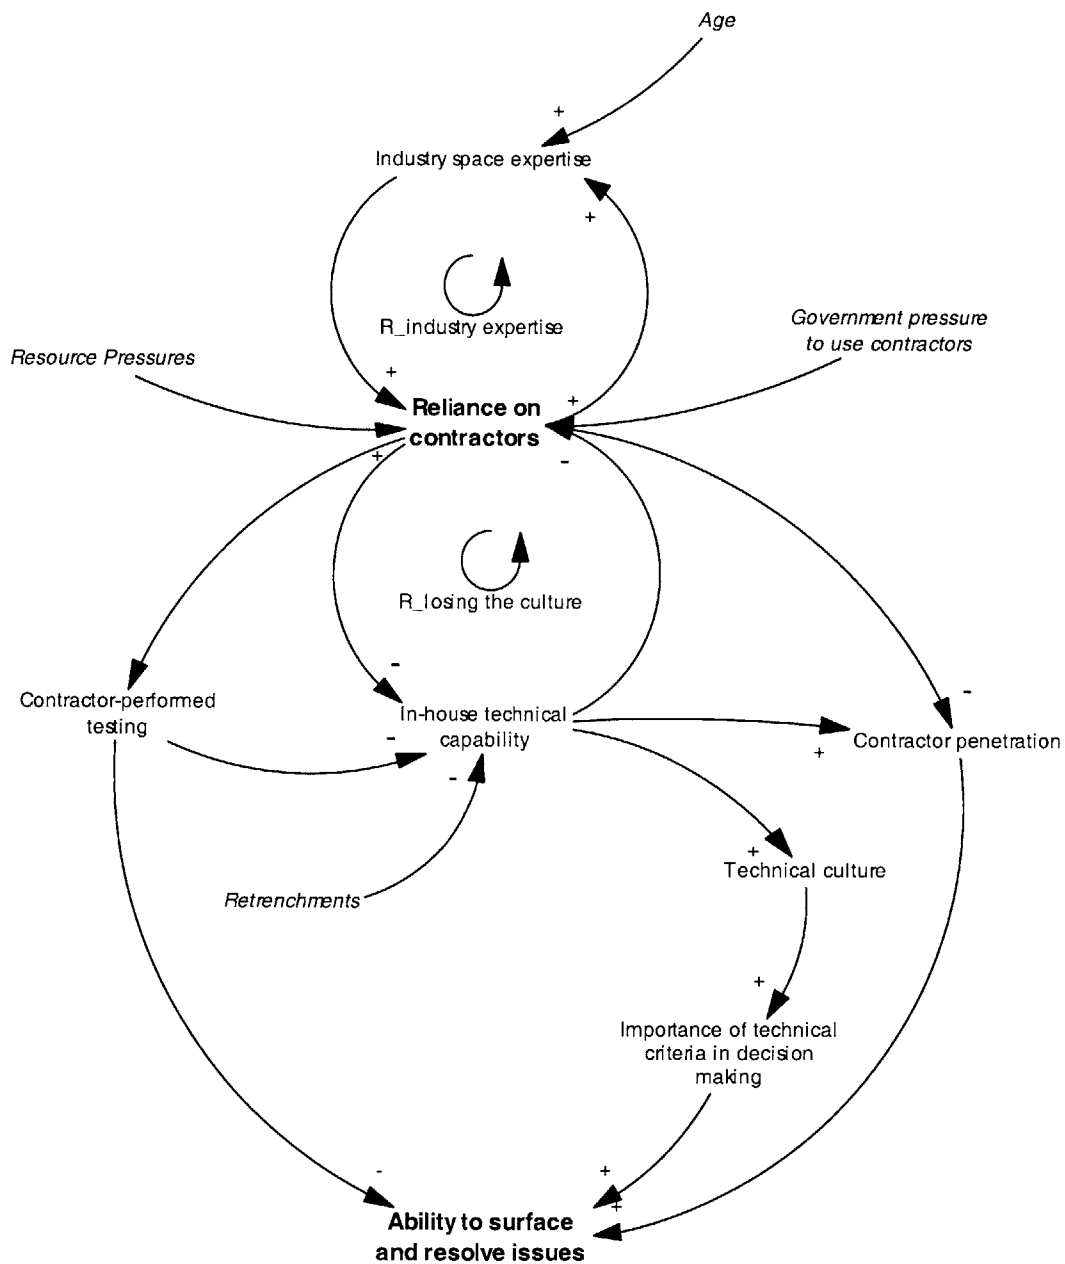 Age
+
Industry space expertise
+
R_industry expertise
Government pressure
to use contractors
Resource Pressures
+
+
Reliance on
contractors
+
-
R_losing the culture
-
-
Contractor-performed
testing
In-house technical
capability
-
Contractor penetration
+
-
+
Technical culture
Retrenchments
+
Importance of technical
criteria in decision
making
-
+
+
Ability to surface
and resolve issues